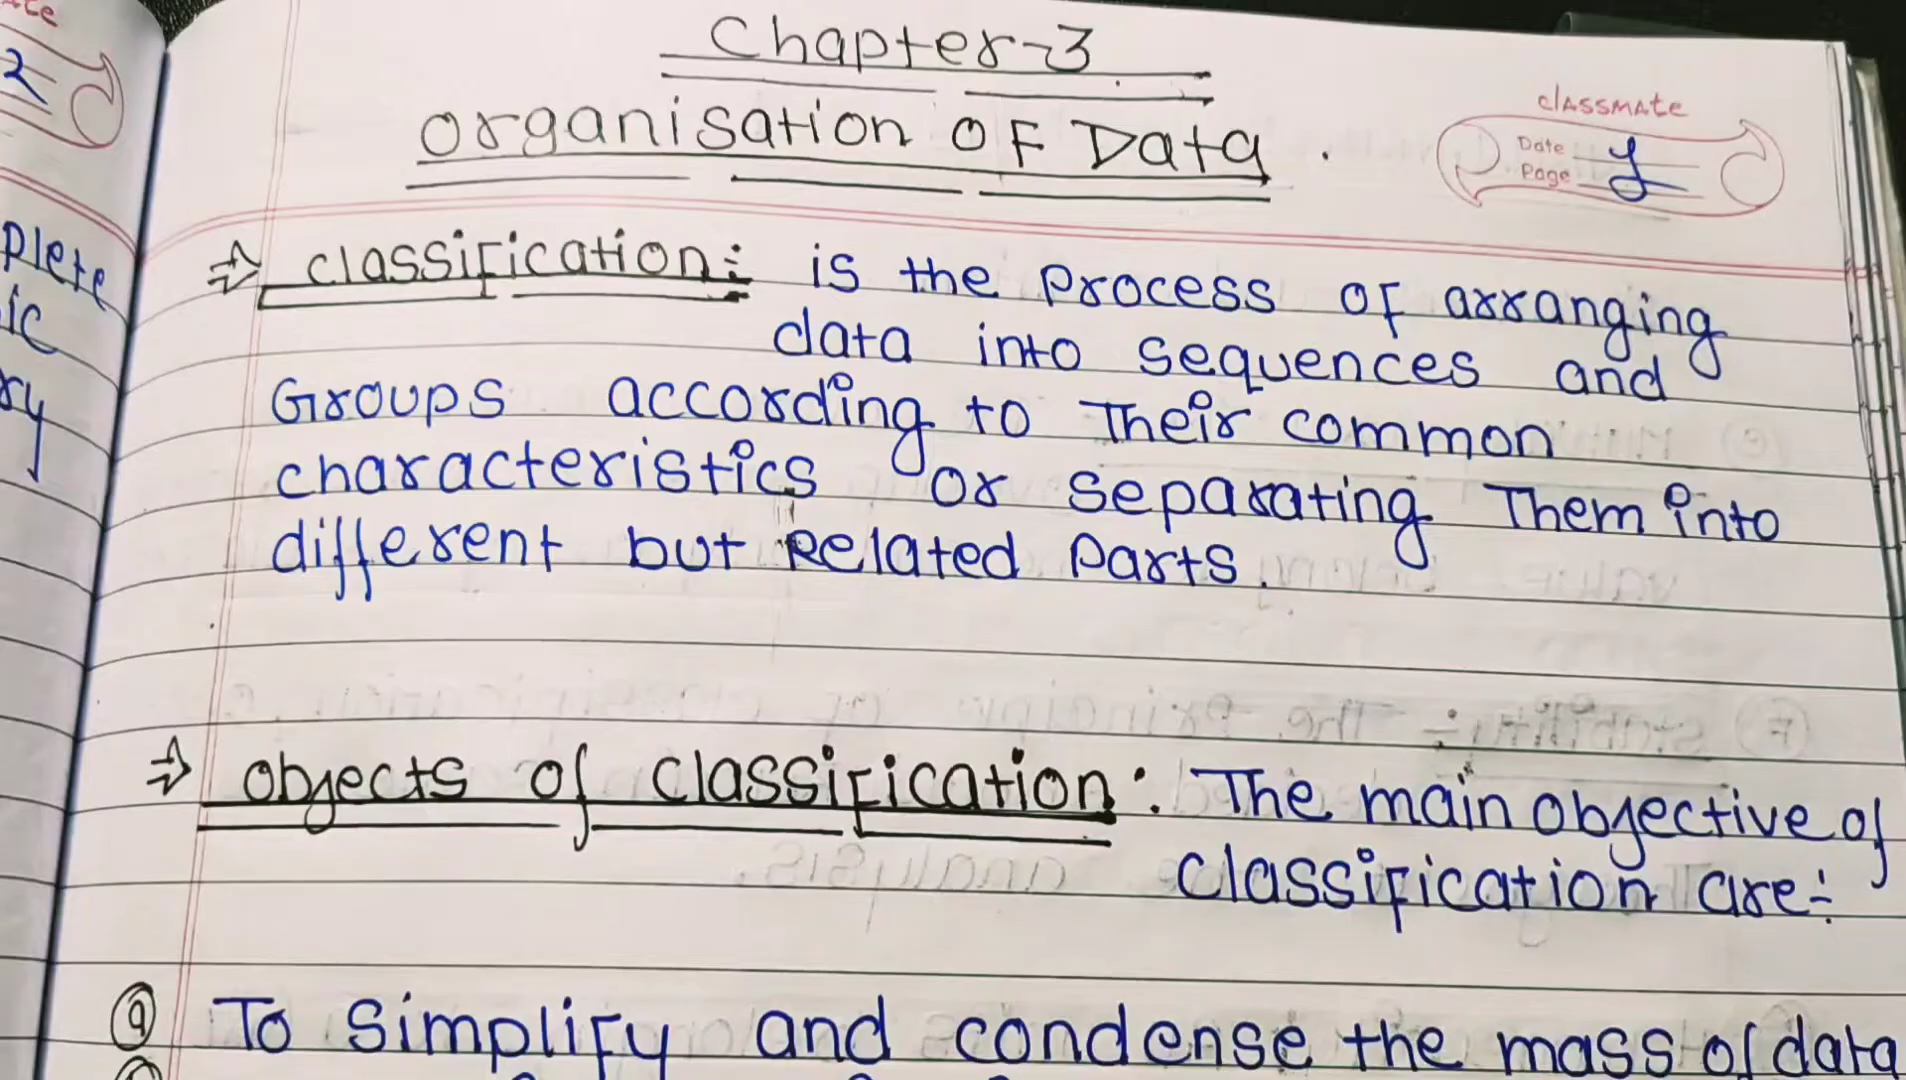 Chapter-3
Organisation OF Data.
classmate
Date
Page
⇒ classification:- is the process of arranging
data into sequences and
Groups according to Their common
characteristics or separating Them into
different but Related Parts.
⇒ objects of classification: The main objective of
classification are:-
(a) To simplify and condense the mass of data